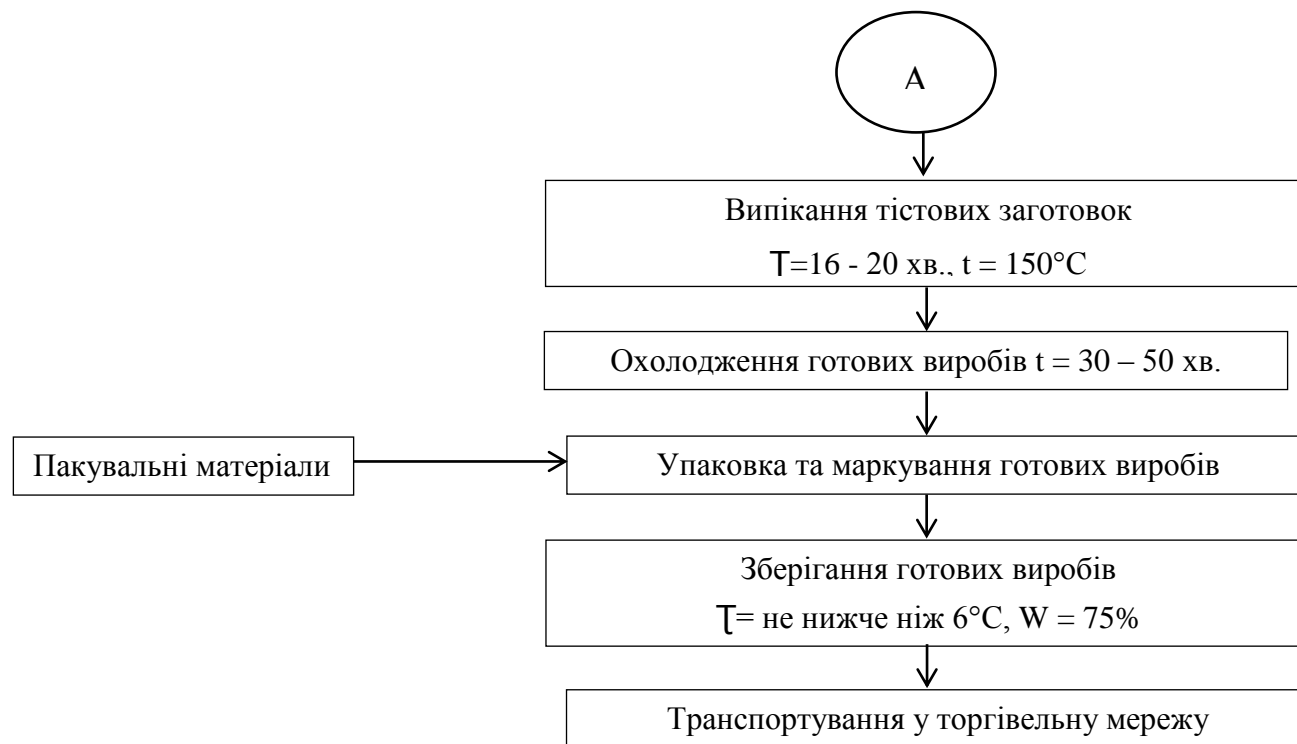 А
Випікання тістових заготовок
Ƭ=16 - 20 хв., t = 150°С
Охолодження готових виробів t = 30 – 50 хв.
Пакувальні матеріали
Упаковка та маркування готових виробів
Зберігання готових виробів
Ʈ= не нижче ніж 6°С, W = 75%
Транспортування у торгівельну мережу